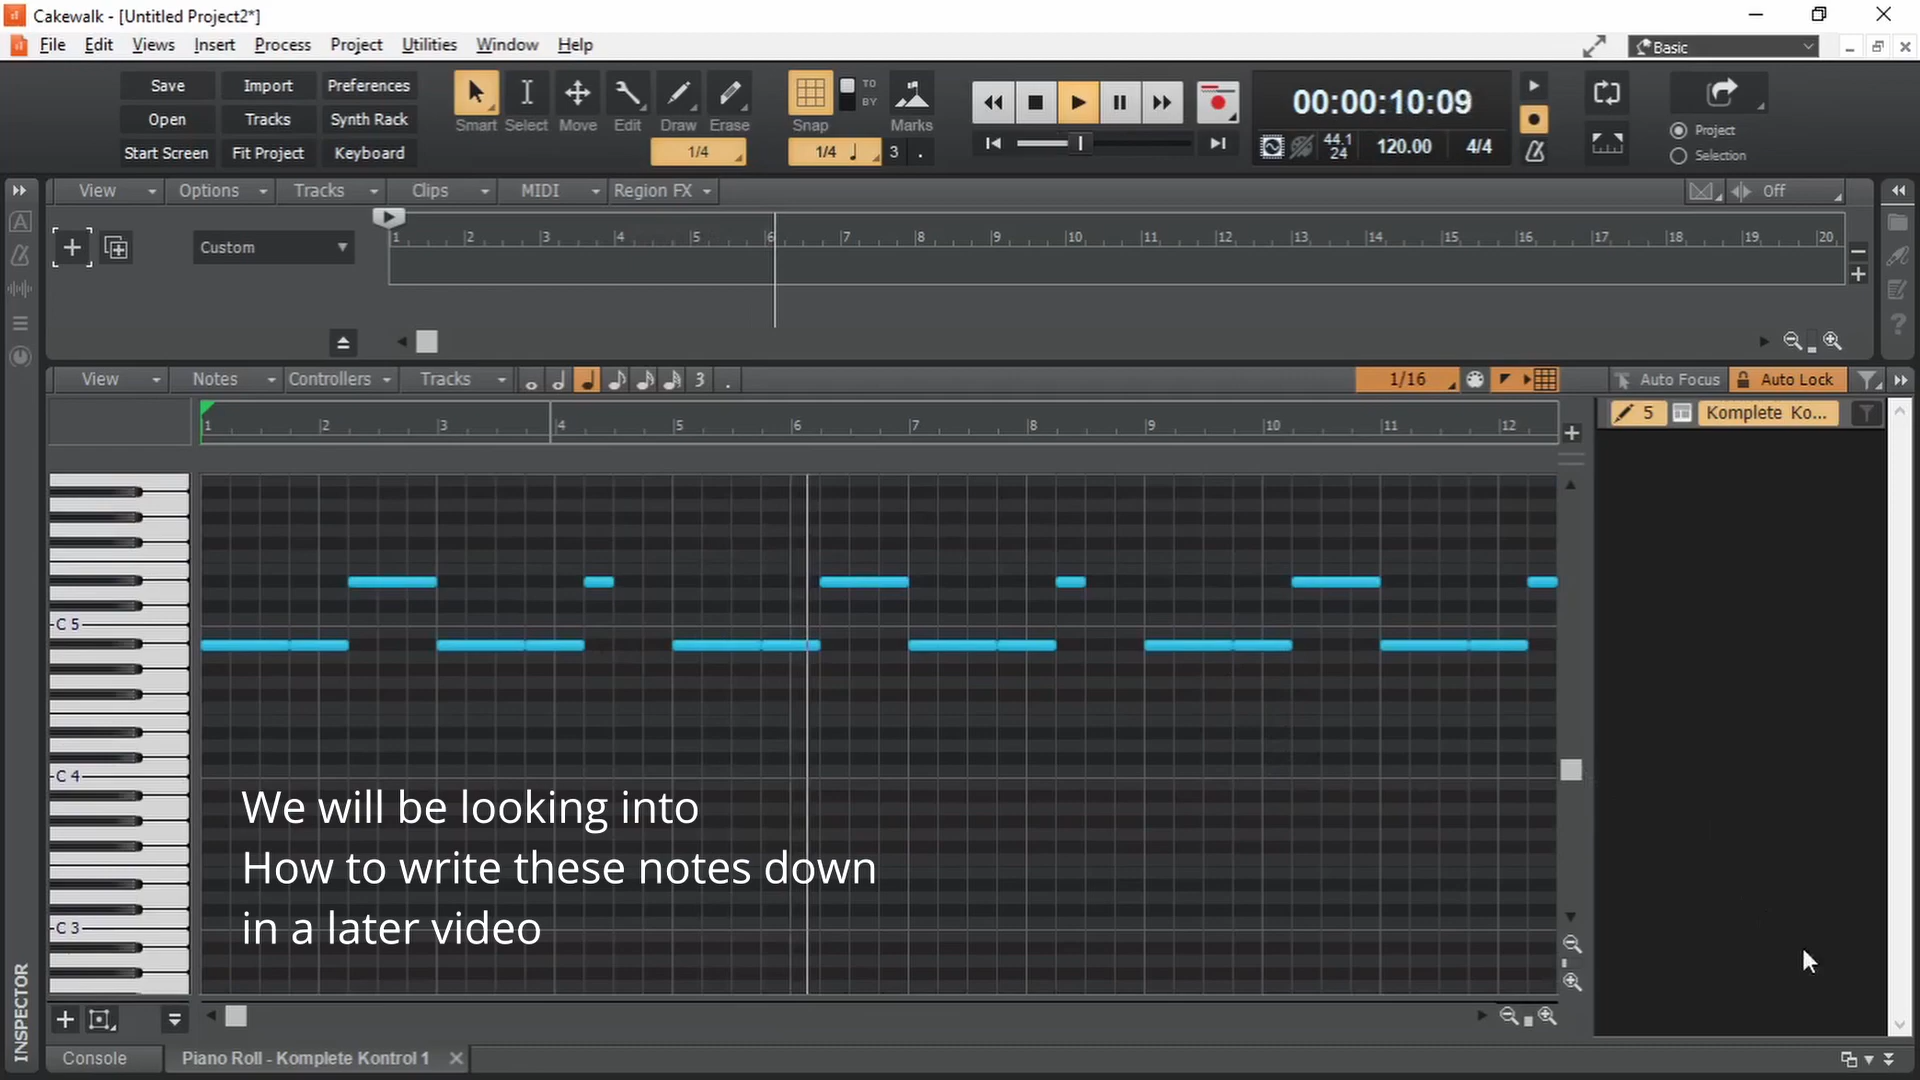 Cakewalk - [Untitled Project2*]
File Edit Views Insert Process Project Utilities Window Help
Basic
Save Import Preferences
Open Tracks Synth Rack
Start Screen Fit Project Keyboard
Smart Select Move Edit Draw Erase
1/4
Snap
TO
BY
Marks
1/4 3 .
00:00:10:09
44.1
24
120.00 4/4
Project
Selection
View Options Tracks Clips MIDI Region FX
Off
Custom
1 2 3 4 5 6 7 8 9 10 11 12 13 14 15 16 17 18 19 20
View Notes Controllers Tracks
3 .
1/16
Auto Focus Auto Lock
5 Komplete Ko...
1 2 3 4 5 6 7 8 9 10 11 12
C 5
C 4
C 3
We will be looking into
How to write these notes down
in a later video
INSPECTOR
Console Piano Roll - Komplete Kontrol 1